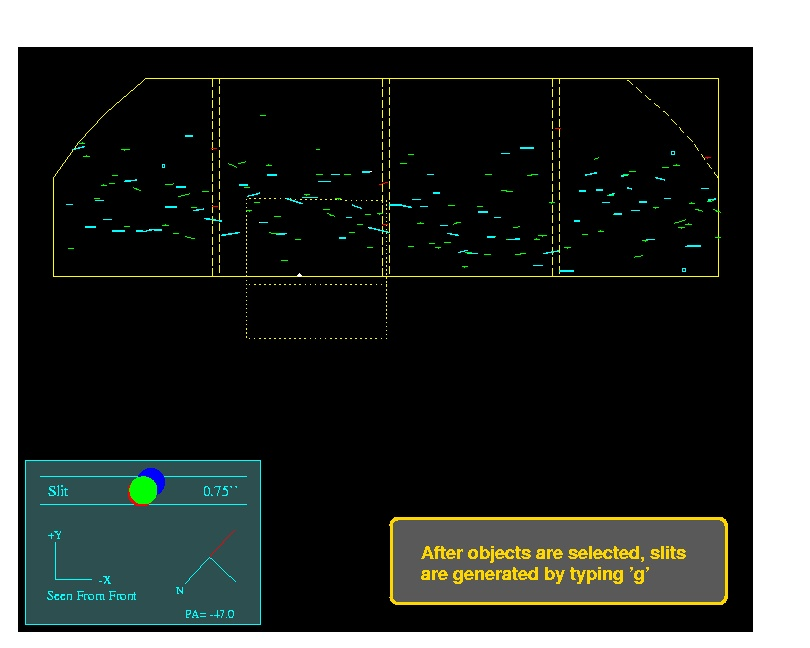 Slit 0.75’’
+Y
-X
Seen From Front
N
PA= -47.0
After objects are selected, slits
are generated by typing ’g’